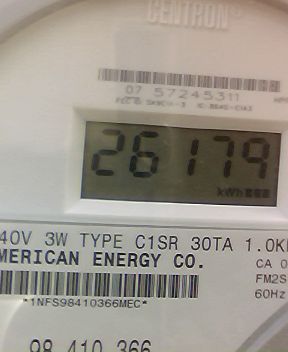 CENTRON®
07 57245311
26179
kWh
40V 3W TYPE C1SR 30TA 1.0K
MERICAN ENERGY CO.
CA 0
FM2S
60Hz
*1NFS98410366MEC*
98 410 366